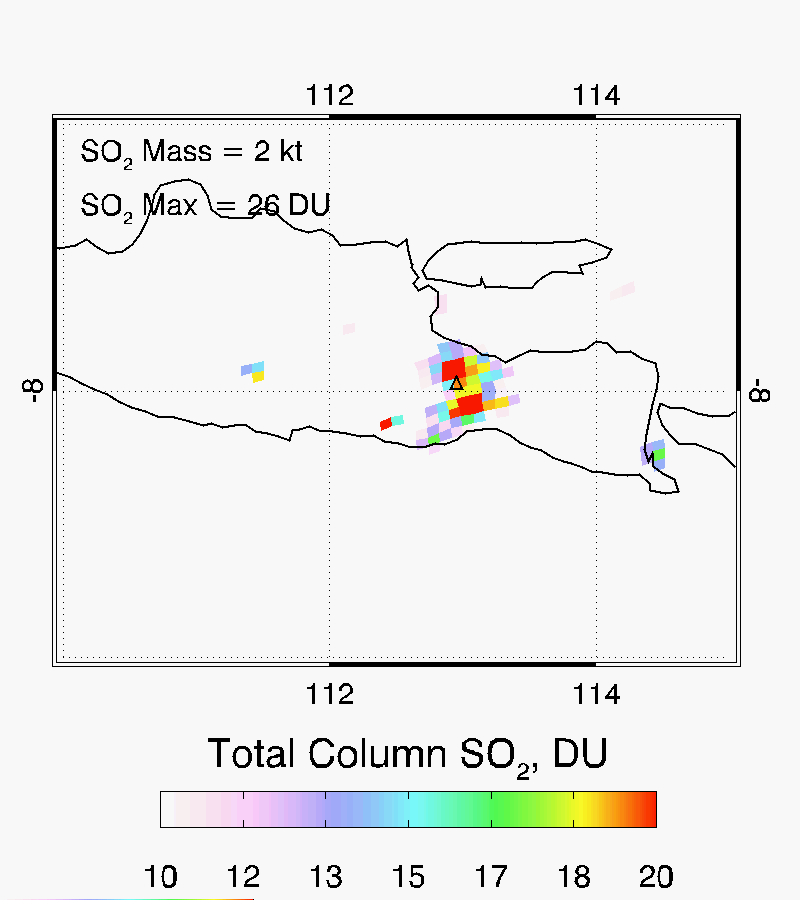 112 114
SO₂ Mass = 2 kt
SO₂ Max = 26 DU
-8 -8
112 114
Total Column SO₂, DU
10 12 13 15 17 18 20